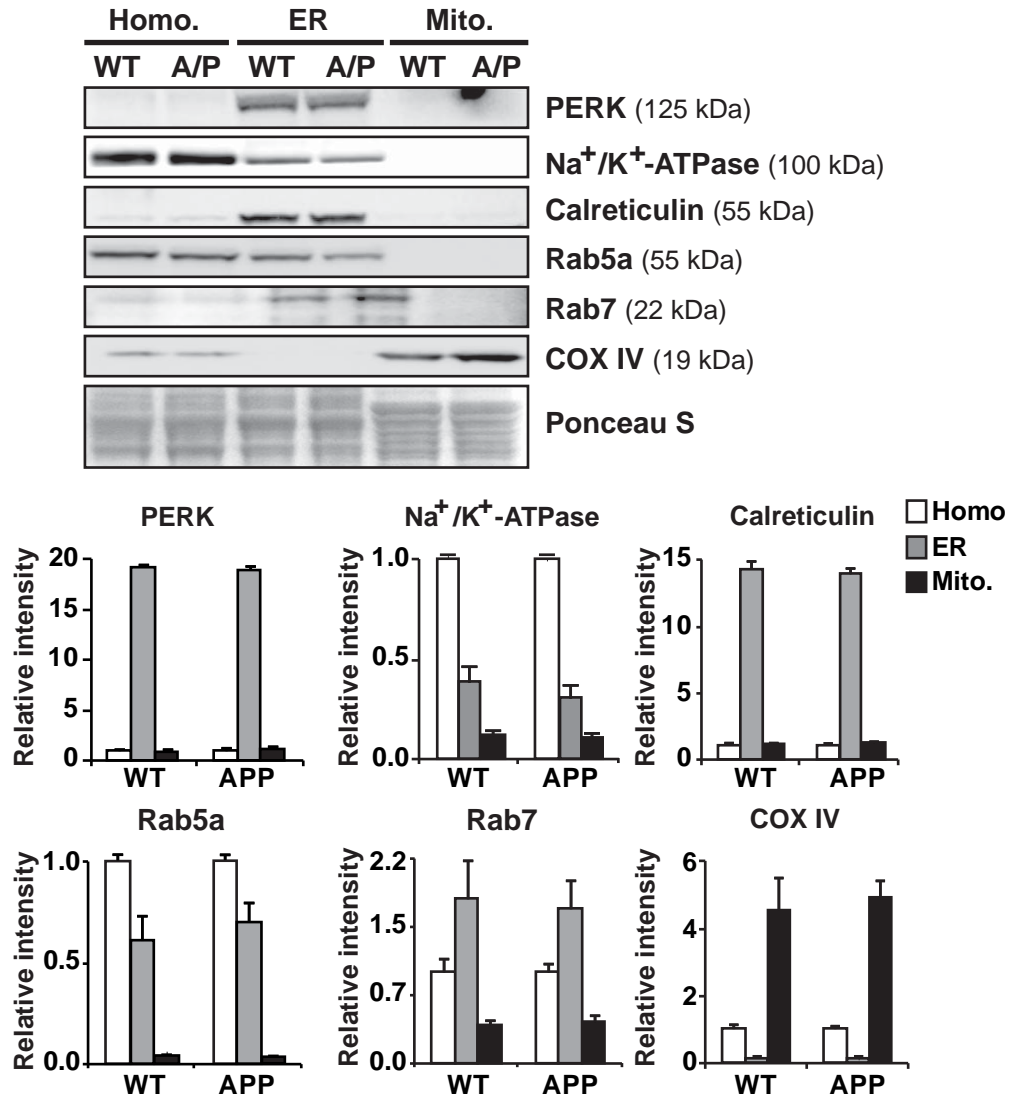 Homo. ER Mito.
WT A/P WT A/P WT A/P
PERK (125 kDa)
Na+/K+-ATPase (100 kDa)
Calreticulin (55 kDa)
Rab5a (55 kDa)
Rab7 (22 kDa)
COX IV (19 kDa)
Ponceau S
PERK
Relative intensity
20
15
10
5
0
WT APP
Na+/K+-ATPase
Relative intensity
1.0
0.5
0.0
WT APP
Calreticulin
Relative intensity
15
10
5
0
WT APP
Homo
ER
Mito.
Rab5a
Relative intensity
1.0
0.5
0.0
WT APP
Rab7
Relative intensity
2.2
1.5
0.7
0.0
WT APP
COX IV
Relative intensity
6
4
2
0
WT APP